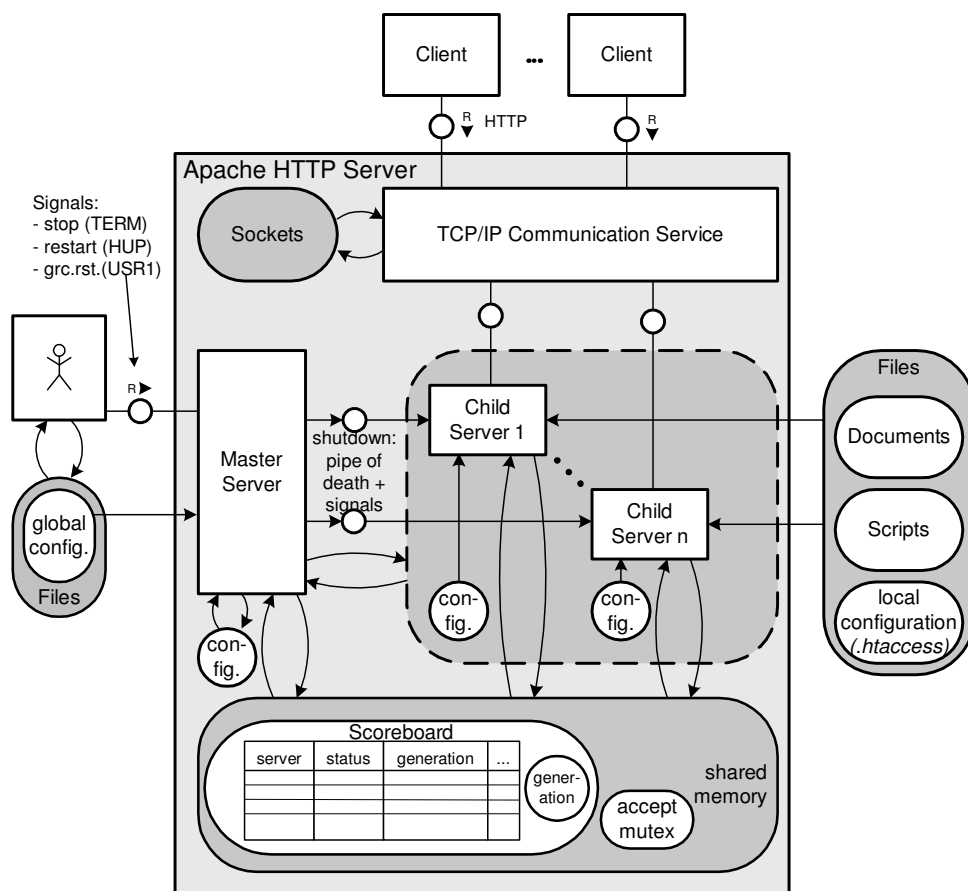 Client
...
Client
R
HTTP
R
Apache HTTP Server
Signals:
- stop (TERM)
- restart (HUP)
- grc.rst.(USR1)
Sockets
TCP/IP Communication Service
R
Master
Server
shutdown:
pipe of
death +
signals
Child
Server 1
Child
Server n
Files
Documents
Scripts
local
configuration
(.htaccess)
global
config.
Files
con-
fig.
con-
fig.
con-
fig.
Scoreboard
server status generation ...
gener-
ation
accept
mutex
shared
memory